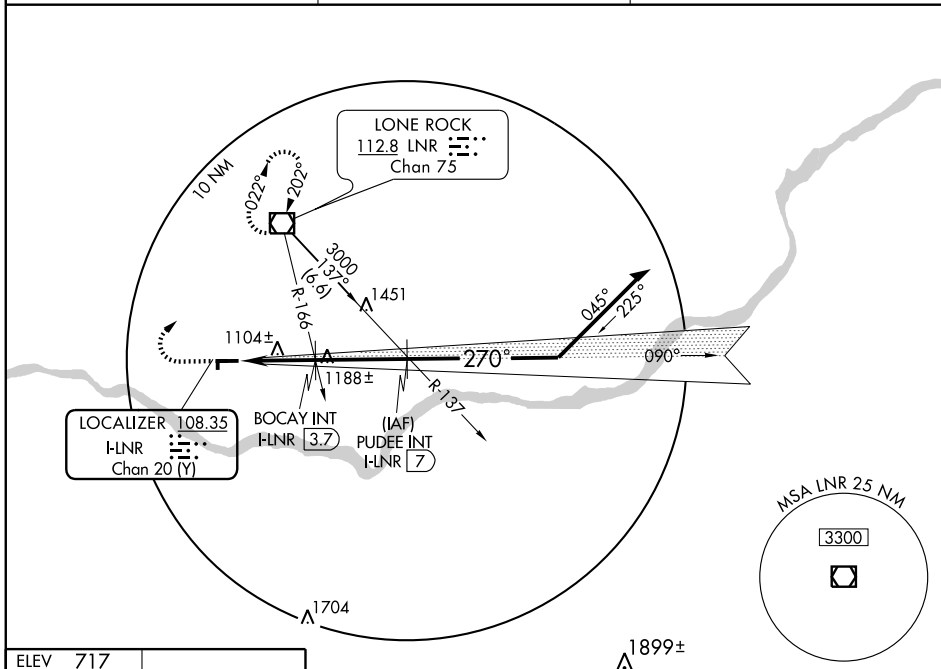 LONE ROCK
112.8 LNR
Chan 75
10 NM
022°
202°
3000
137°
(6.6)
R-166
1451
1104±
1188±
045°
225°
270°
090°
R-137
LOCALIZER 108.35
I-LNR
Chan 20 (Y)
BOCAY INT
I-LNR 3.7
(IAF)
PUDEE INT
I-LNR 7
MSA LNR 25 NM
3300
1704
1899±
ELEV 717